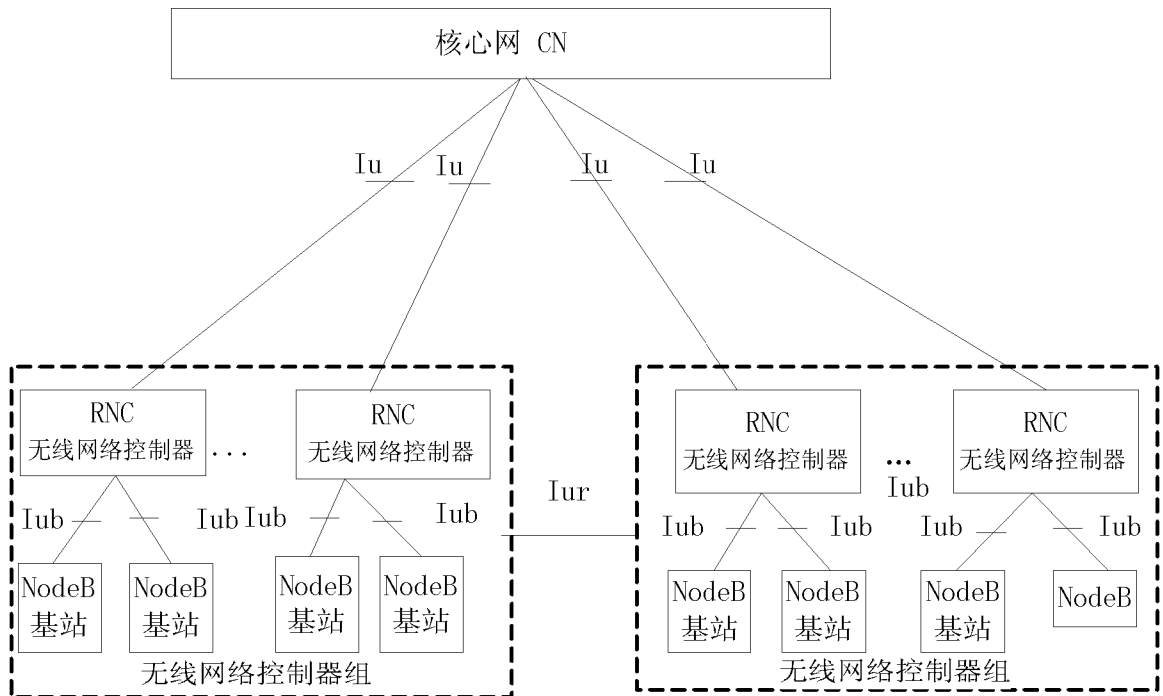 核心网 CN
Iu
Iu
Iu
Iu
RNC
无线网络控制器
...
RNC
无线网络控制器
Iub
Iub
Iub
Iub
NodeB
基站
NodeB
基站
NodeB
基站
NodeB
基站
无线网络控制器组
Iur
RNC
无线网络控制器
...
Iub
RNC
无线网络控制器
Iub
Iub
Iub
Iub
NodeB
基站
NodeB
基站
NodeB
基站
NodeB
无线网络控制器组